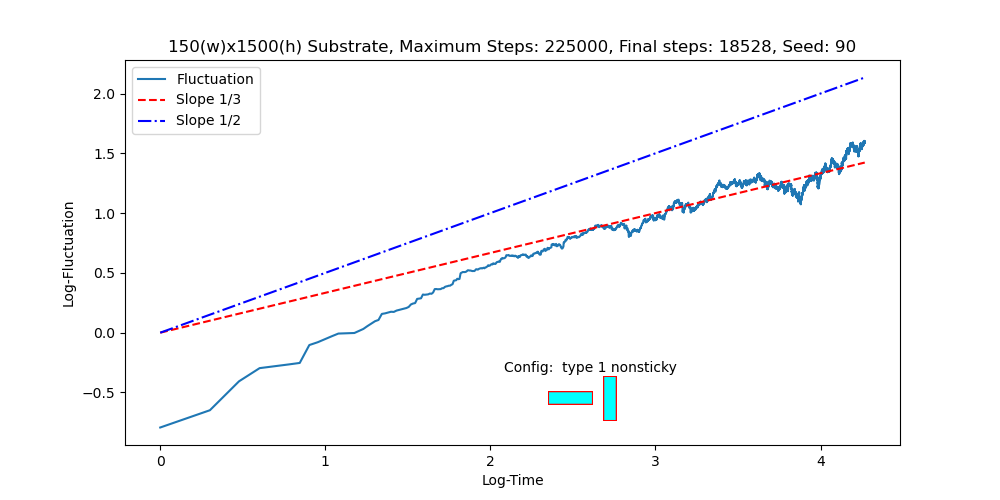 150(w)x1500(h) Substrate, Maximum Steps: 225000, Final steps: 18528, Seed: 90
Fluctuation
Slope 1/3
Slope 1/2
2.0
1.5
1.0
0.5
0.0
−0.5
Log-Fluctuation
Config:  type 1 nonsticky
0
1
2
3
4
Log-Time